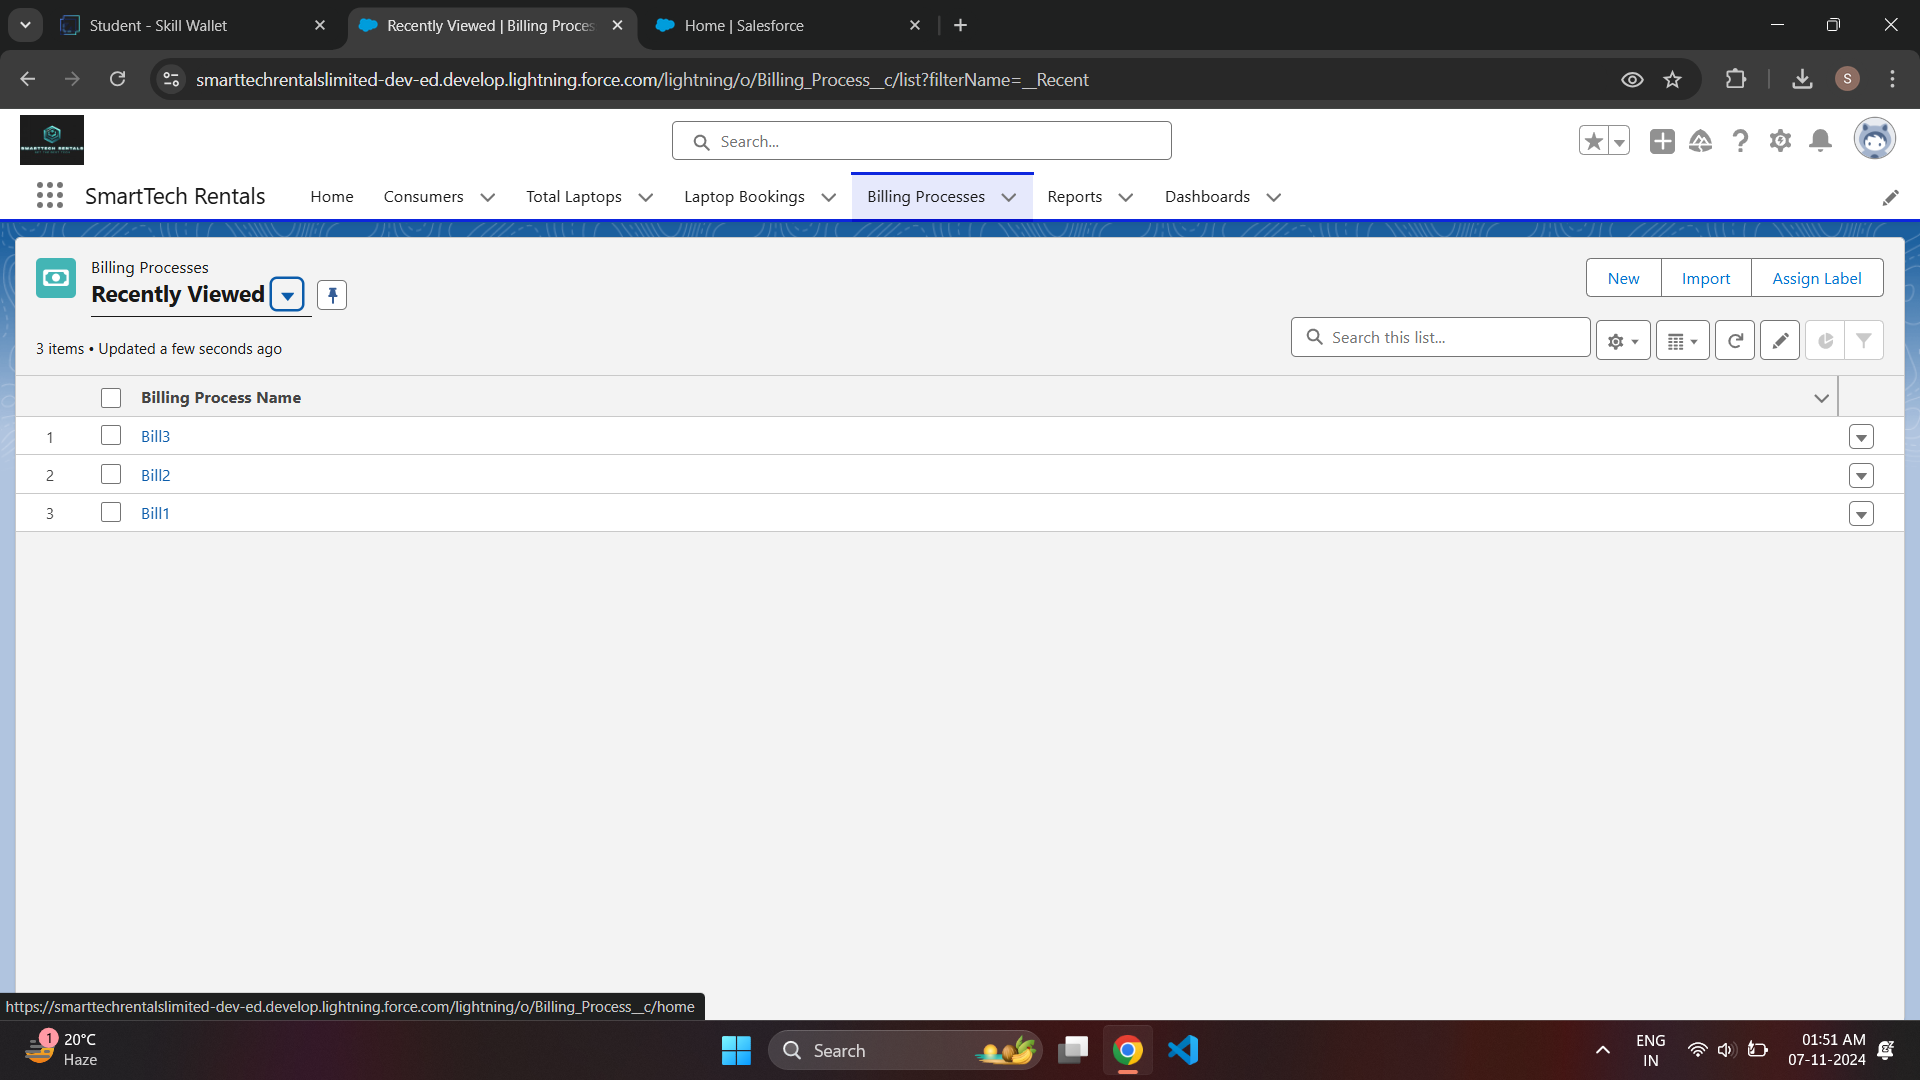 Student - Skill Wallet
Recently Viewed | Billing Proces
Home | Salesforce
smarttechrentalslimited-dev-ed.develop.lightning.force.com/lightning/o/Billing_Process__c/list?filterName=__Recent
S
SMARTTECH RENTALS
Search...
SmartTech Rentals
Home
Consumers
Total Laptops
Laptop Bookings
Billing Processes
Reports
Dashboards
Billing Processes
Recently Viewed
New
Import
Assign Label
3 items • Updated a few seconds ago
Search this list...
Billing Process Name
1 Bill3
2 Bill2
3 Bill1
https://smarttechrentalslimited-dev-ed.develop.lightning.force.com/lightning/o/Billing_Process__c/home
1
20°C
Haze
Search
ENG
IN
01:51 AM
07-11-2024